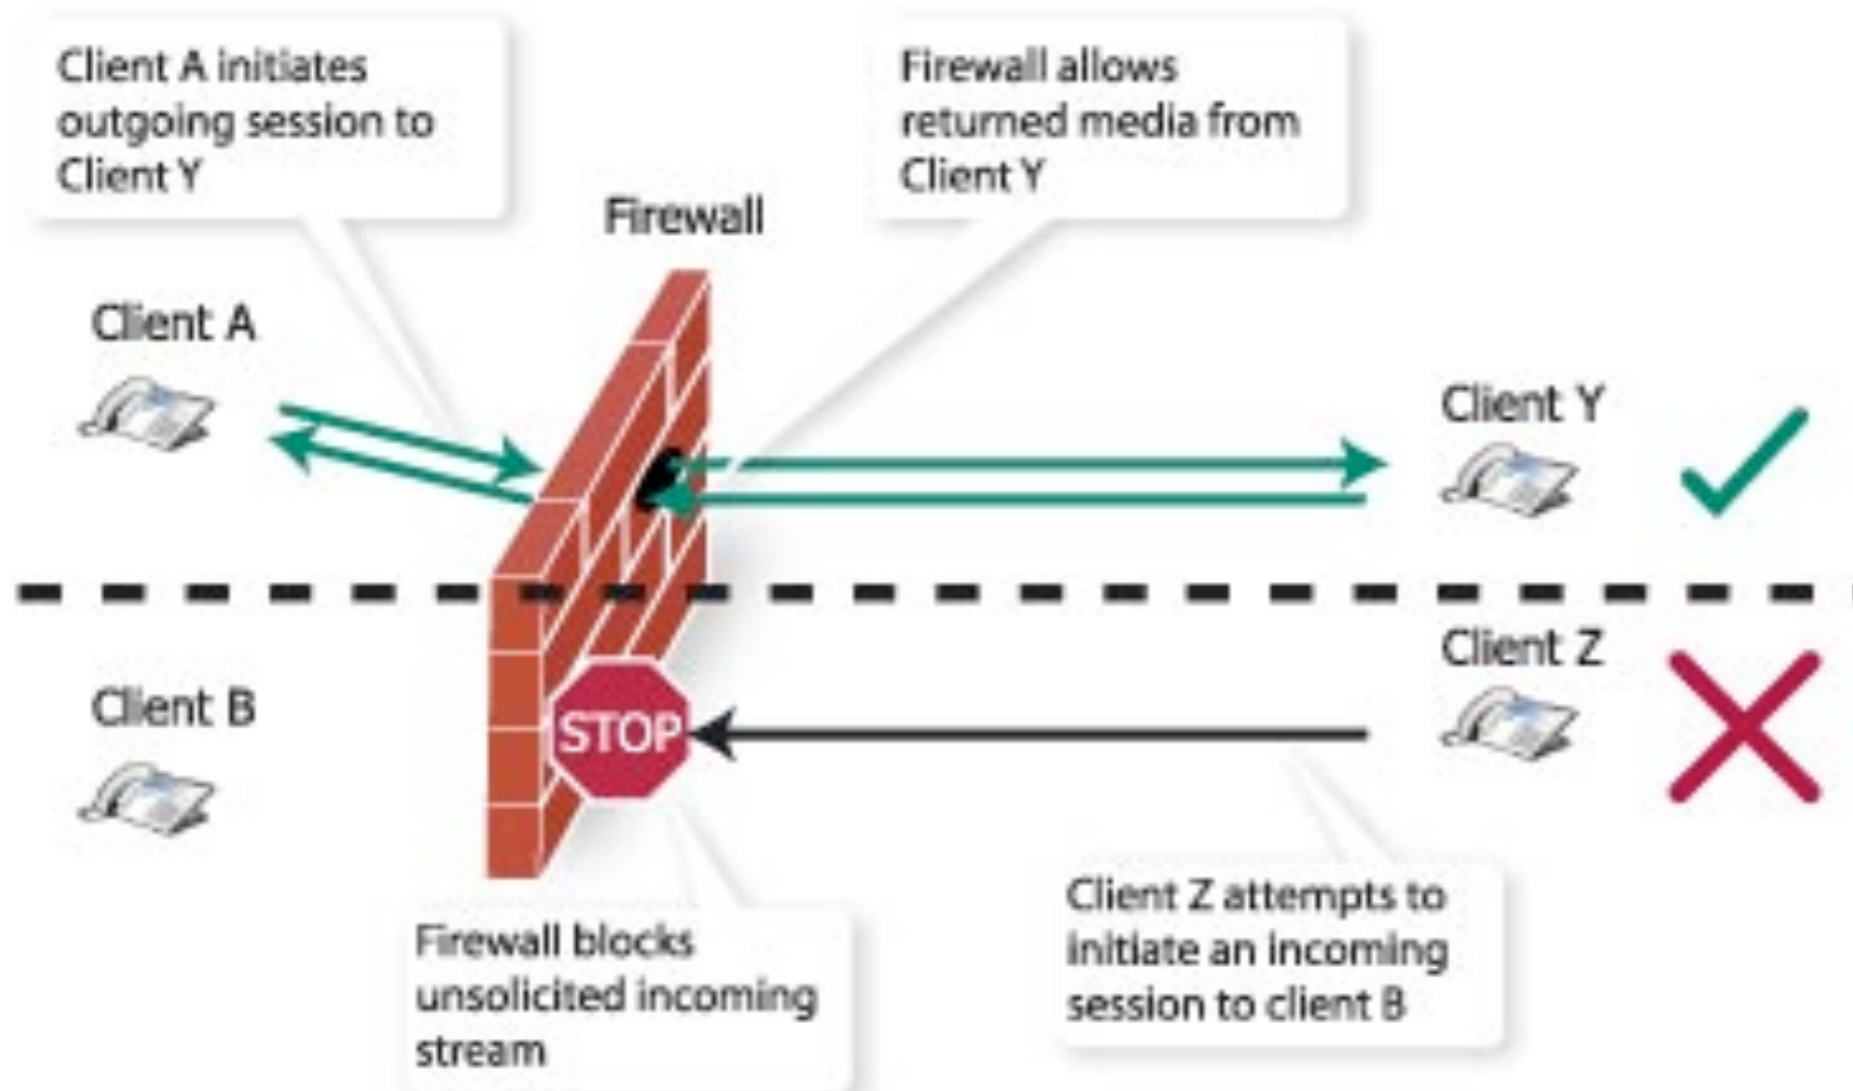 Client A initiates
outgoing session to
Client Y
Firewall allows
returned media from
Client Y
Firewall
Client A
Client Y
Client Z
Client B
STOP
Firewall blocks
unsolicited incoming
stream
Client Z attempts to
initiate an incoming
session to client B